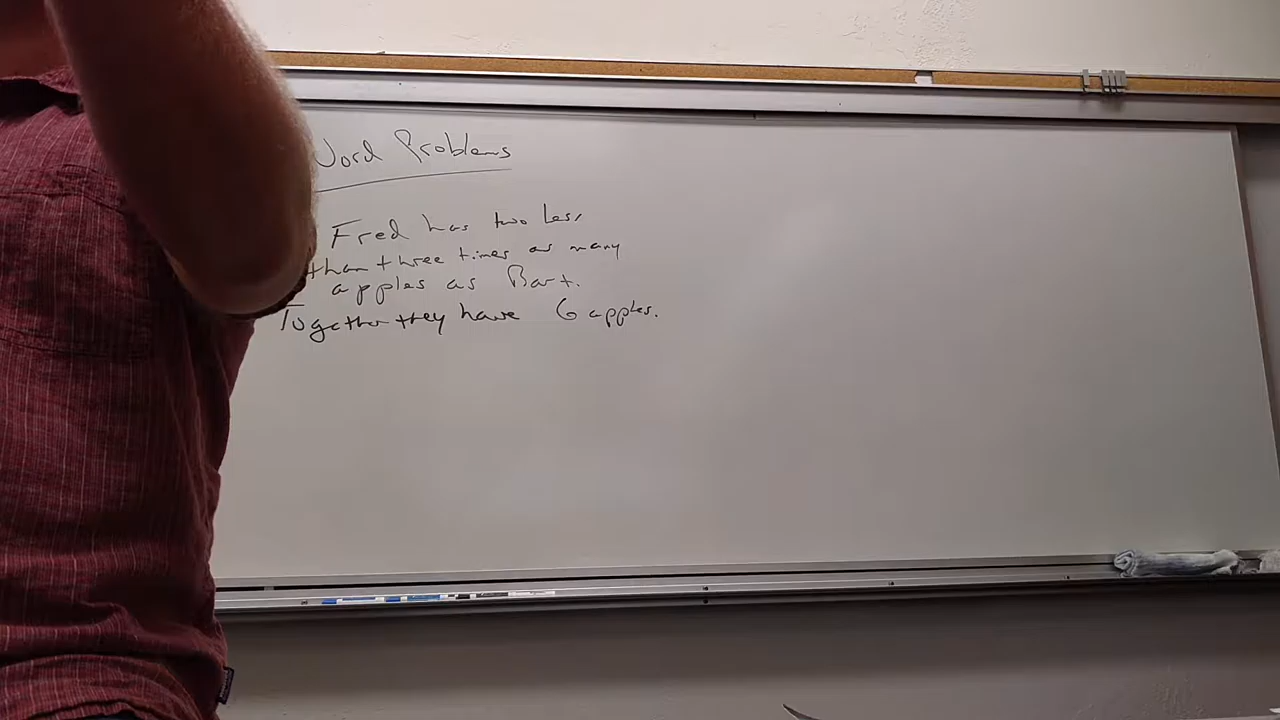 Word Problems
Fred has two less
than three times as many
apples as Bart.
Together they have 6 apples.